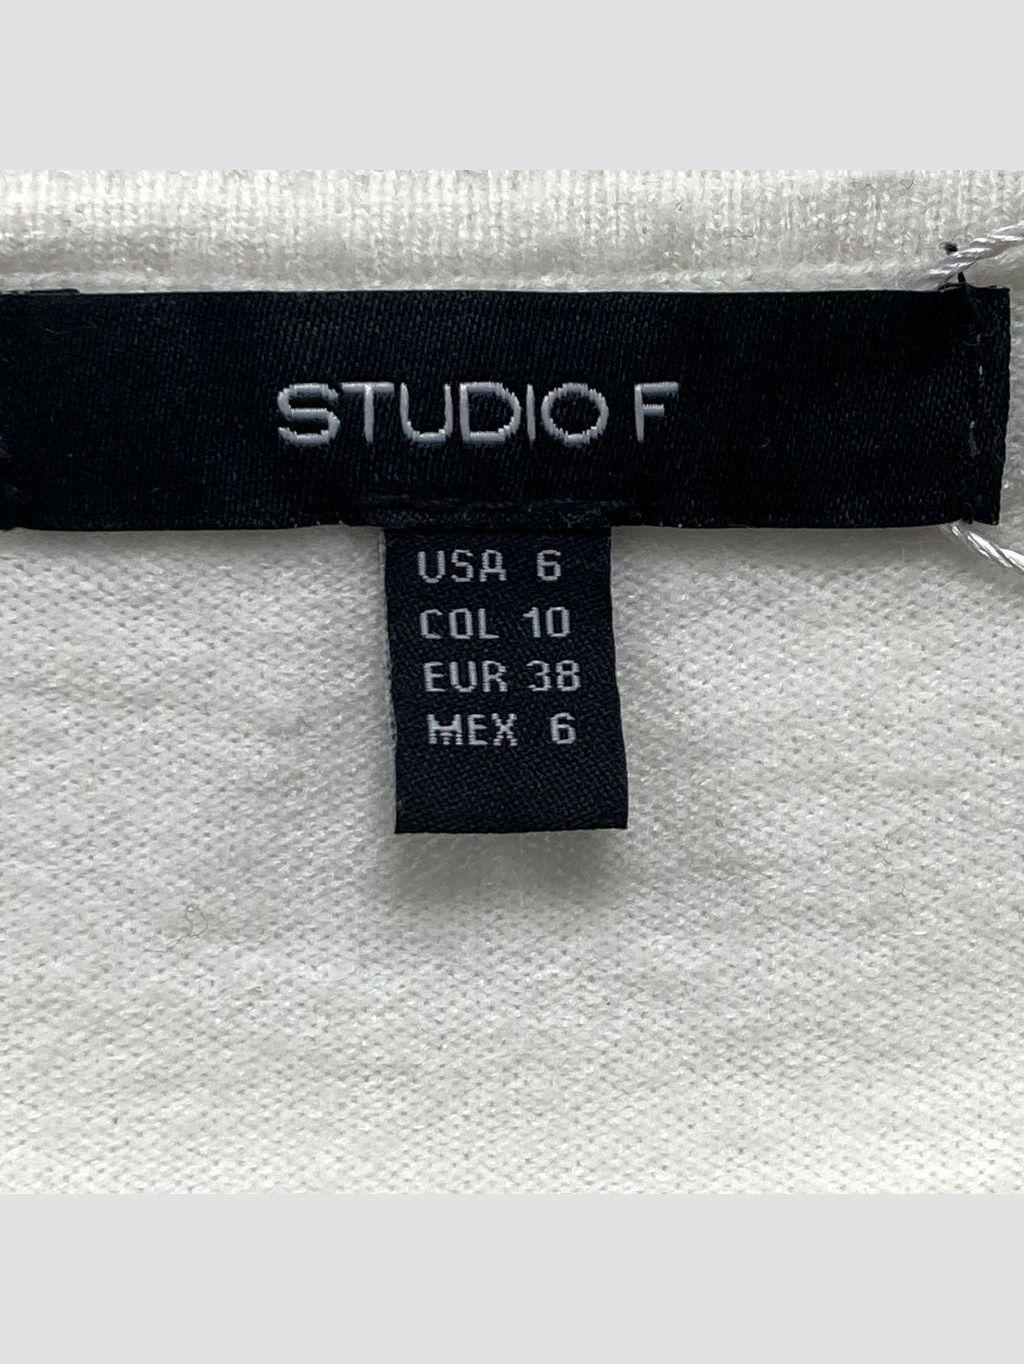 STUDIO F
USA 6
COL 10
EUR 38
MEX 6